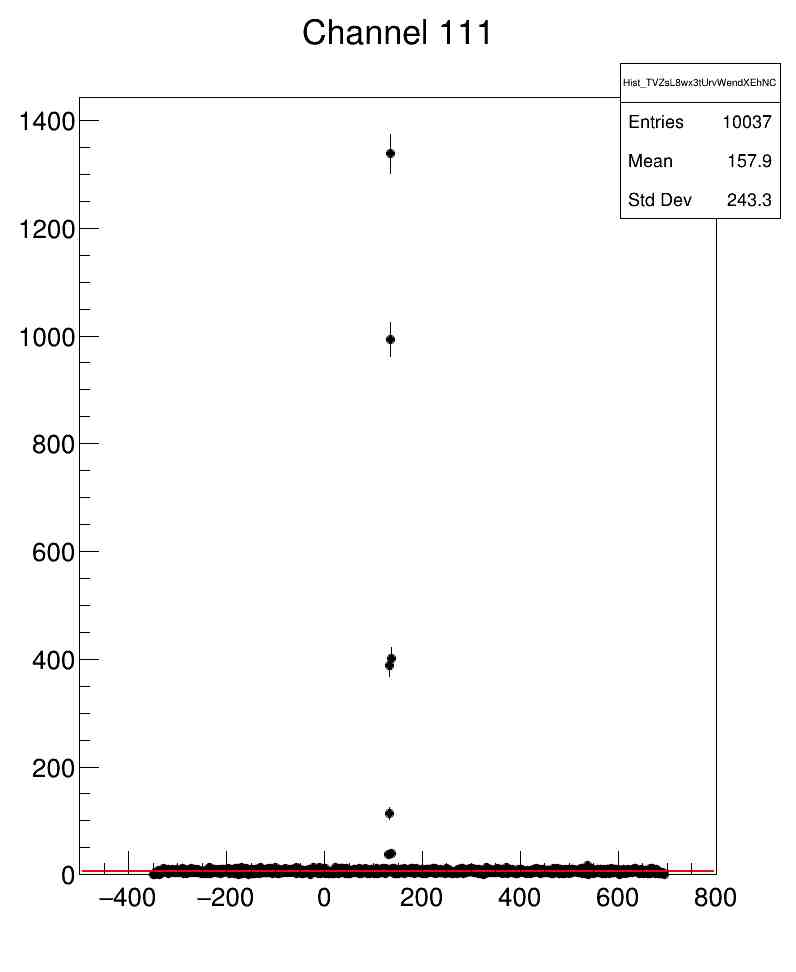 Channel 111
Hist_TVZsL8wx3tUrvWendXEhNC
Entries 10037
Mean 157.9
Std Dev 243.3
1400
1200
1000
800
600
400
200
0
−400 −200 0 200 400 600 800